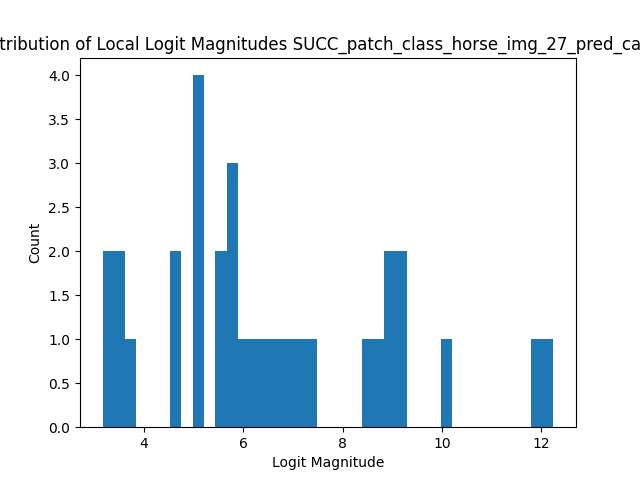 tribution of Local Logit Magnitudes SUCC_patch_class_horse_img_27_pred_ca
4.0
3.5
3.0
2.5
2.0
1.5
1.0
0.5
0.0
Count
4 6 8 10 12
Logit Magnitude